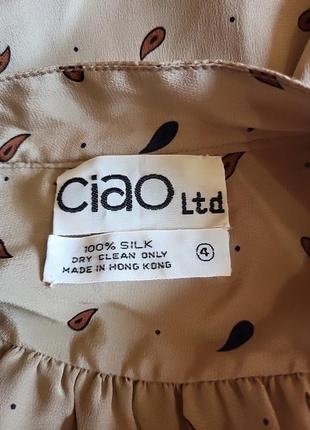 ciao Ltd
100% SILK
DRY CLEAN ONLY
MADE IN HONG KONG
4